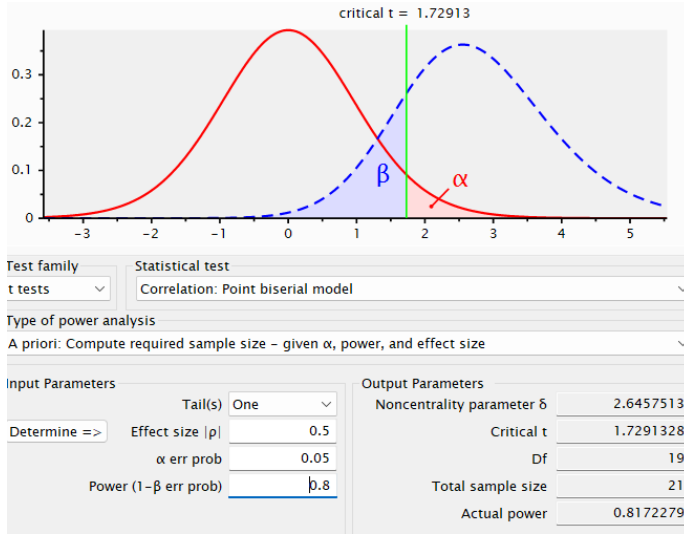 critical t = 1.72913
0.3
0.2
0.1
0
β
α
-3 -2 -1 0 1 2 3 4 5
Test family
Statistical test
t tests
Correlation: Point biserial model
Type of power analysis
A priori: Compute required sample size – given α, power, and effect size
Input Parameters
Output Parameters
Tail(s) One
Noncentrality parameter δ 2.6457513
Determine => Effect size |ρ| 0.5
Critical t 1.7291328
α err prob 0.05
Df 19
Power (1-β err prob) 0.8
Total sample size 21
Actual power 0.8172279